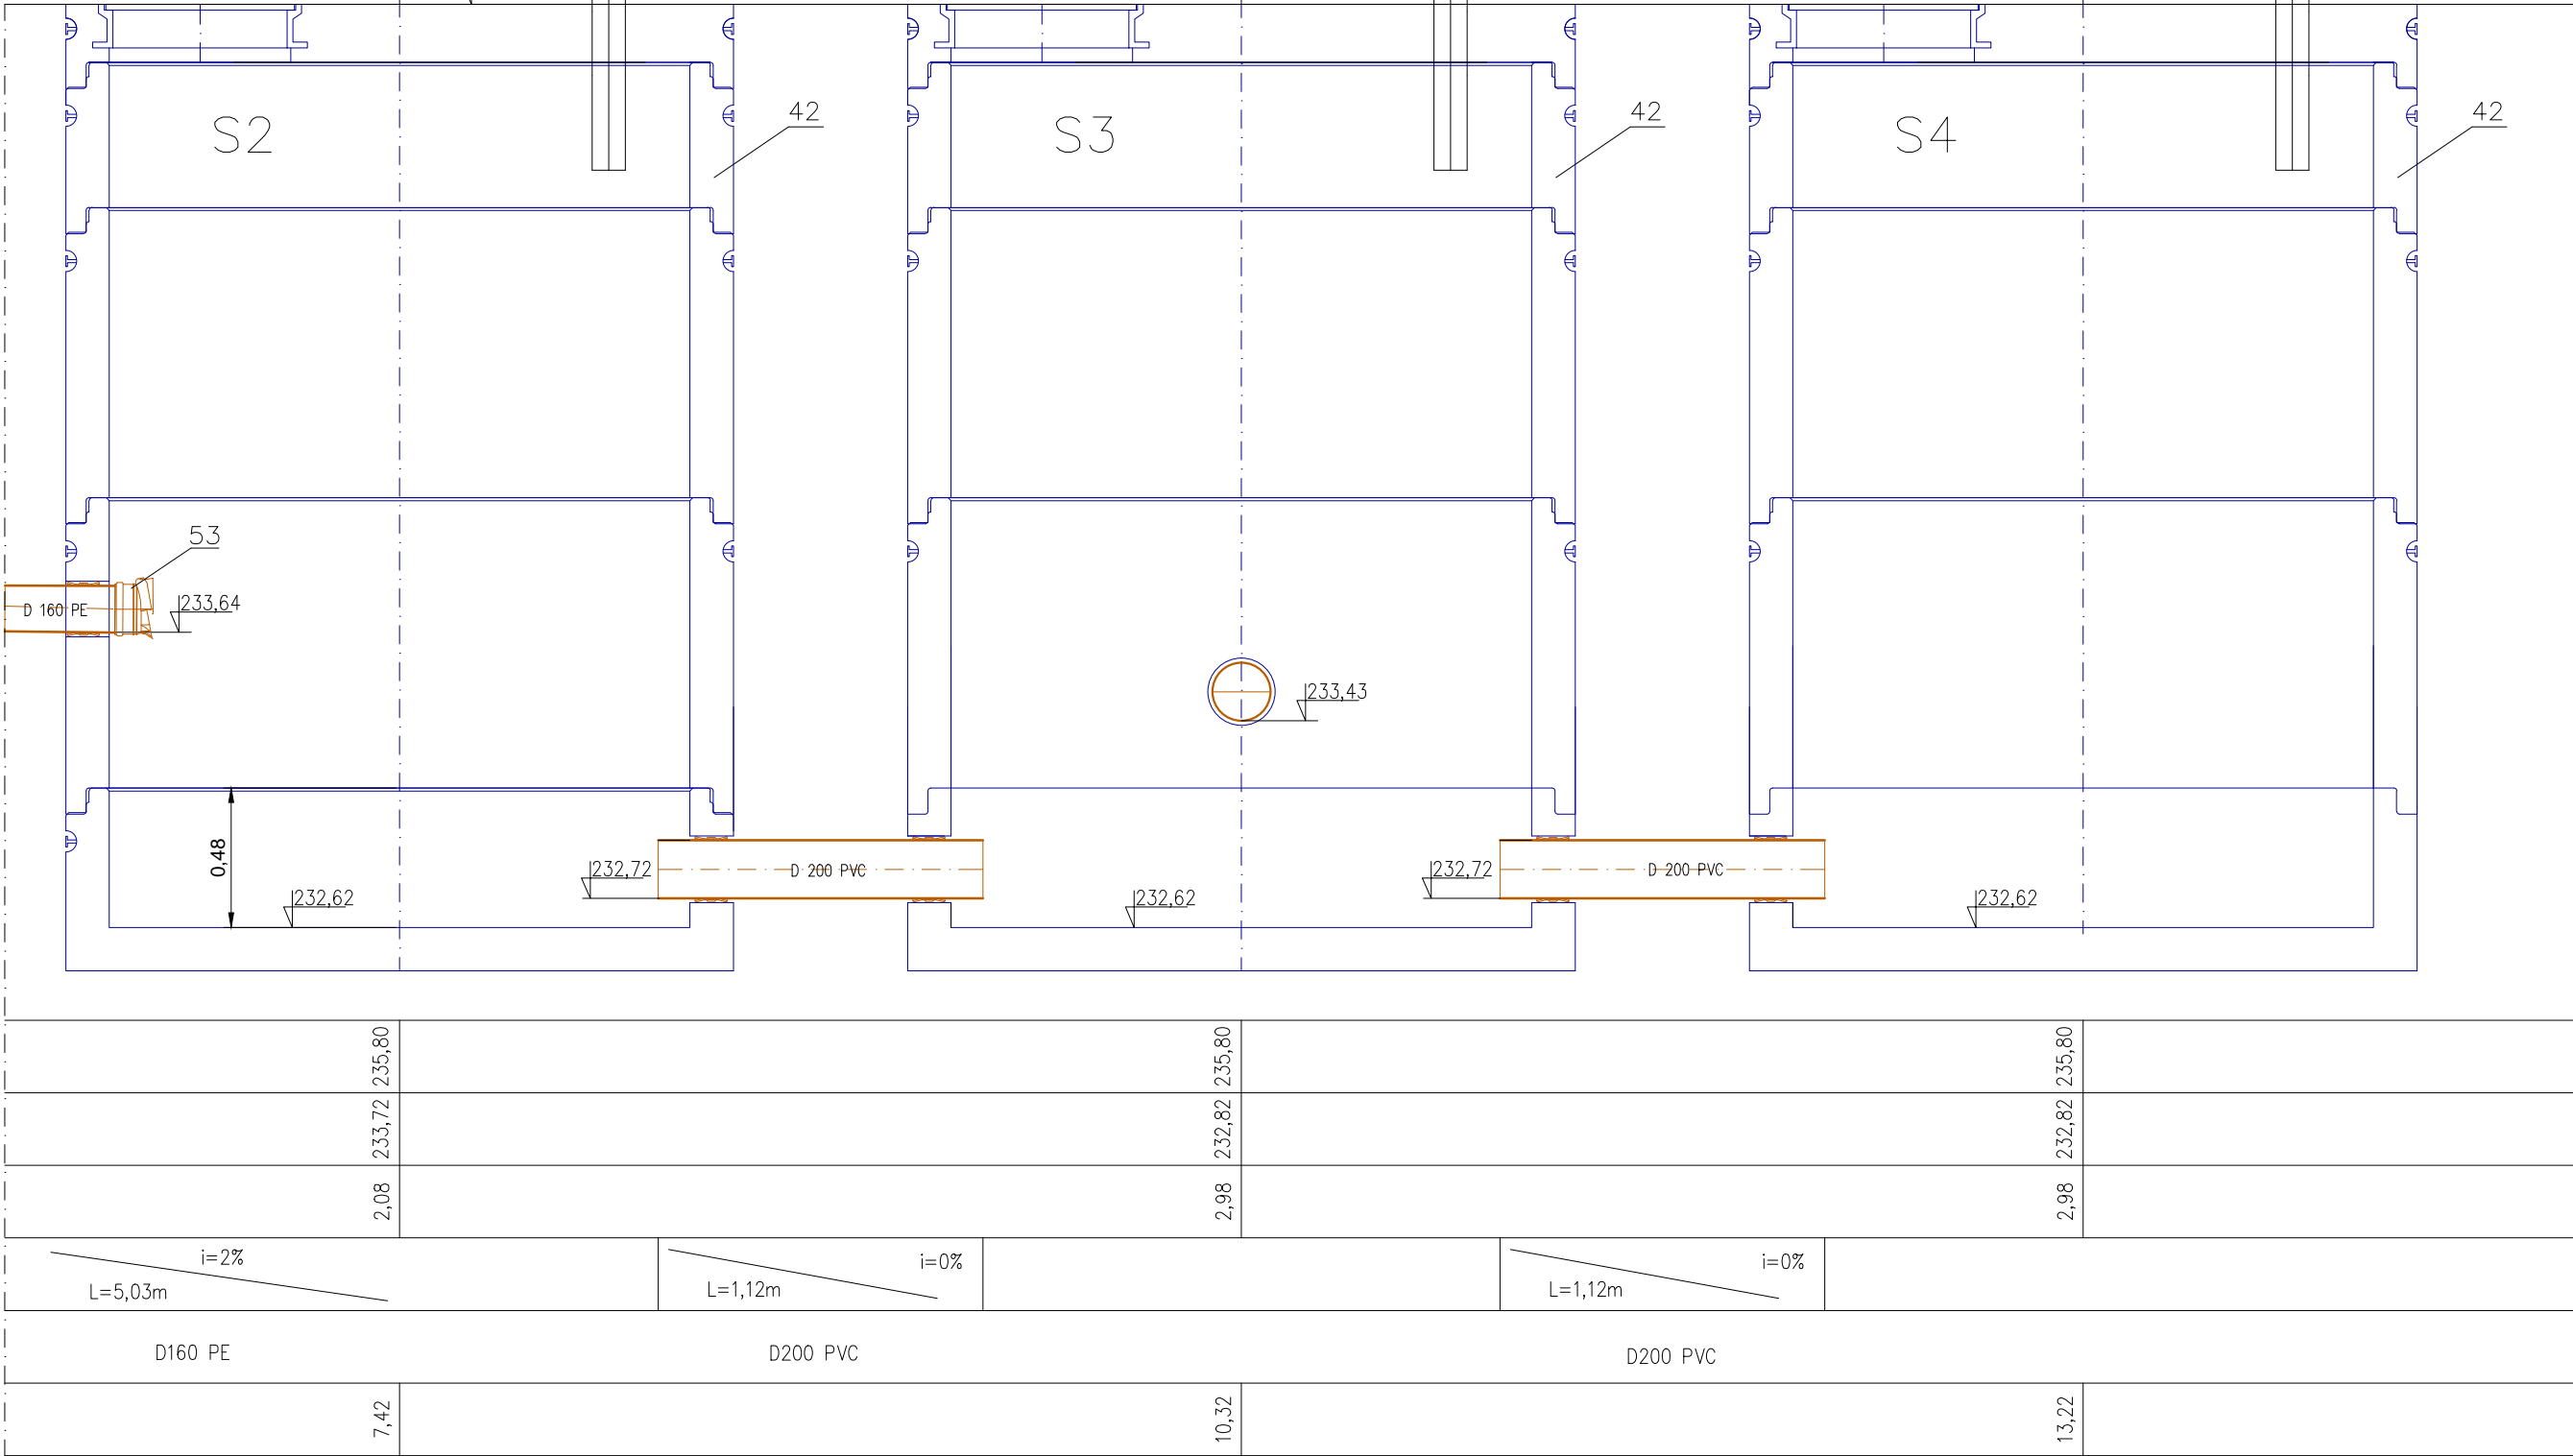 S2
42
S3
42
S4
42
53
D 160 PE
233,64
233,43
0,48
232,62
232,72
D 200 PVC
232,62
232,72
D 200 PVC
232,62
235,80
235,80
235,80
233,72
232,82
232,82
2,08
2,98
2,98
i=2%
L=5,03m
i=0%
L=1,12m
i=0%
L=1,12m
D160 PE
D200 PVC
D200 PVC
7,42
10,32
13,22